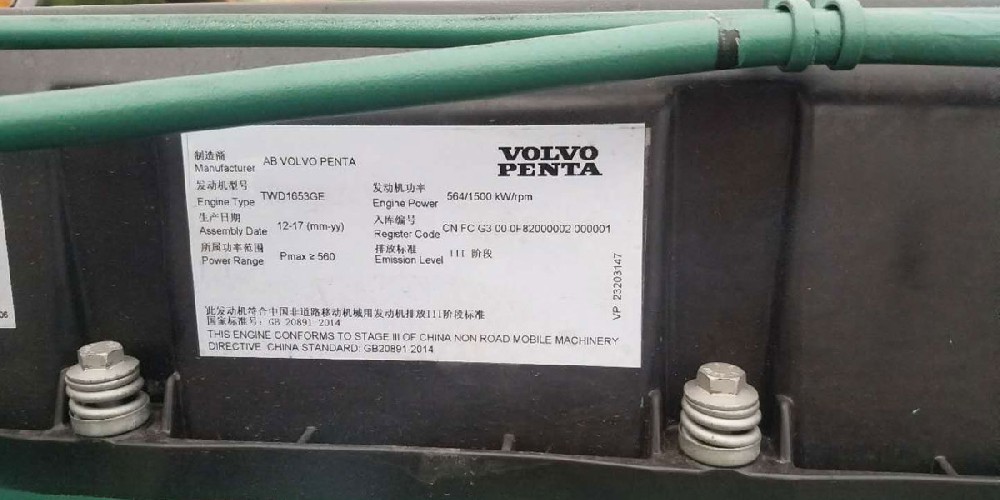 制造商
Manufacturer AB VOLVO PENTA
VOLVO
PENTA
发动机型号
Engine Type TWD1653GE
发动机功率
Engine Power 564/1500 kW/rpm
生产日期
Assembly Date 12-17 (mm-yy)
入库编号
Register Code CN FC G3 00 0F82000002 000001
所属功率范围
Power Range Pmax ≥ 560
排放标准
Emission Level III 阶段
VP 23203147
此发动机符合中国非道路移动机械用发动机排放III阶段标准
国家标准号: GB 20891-2014
THIS ENGINE CONFORMS TO STAGE III OF CHINA NON ROAD MOBILE MACHINERY
DIRECTIVE. CHINA STANDARD: GB20891-2014
06